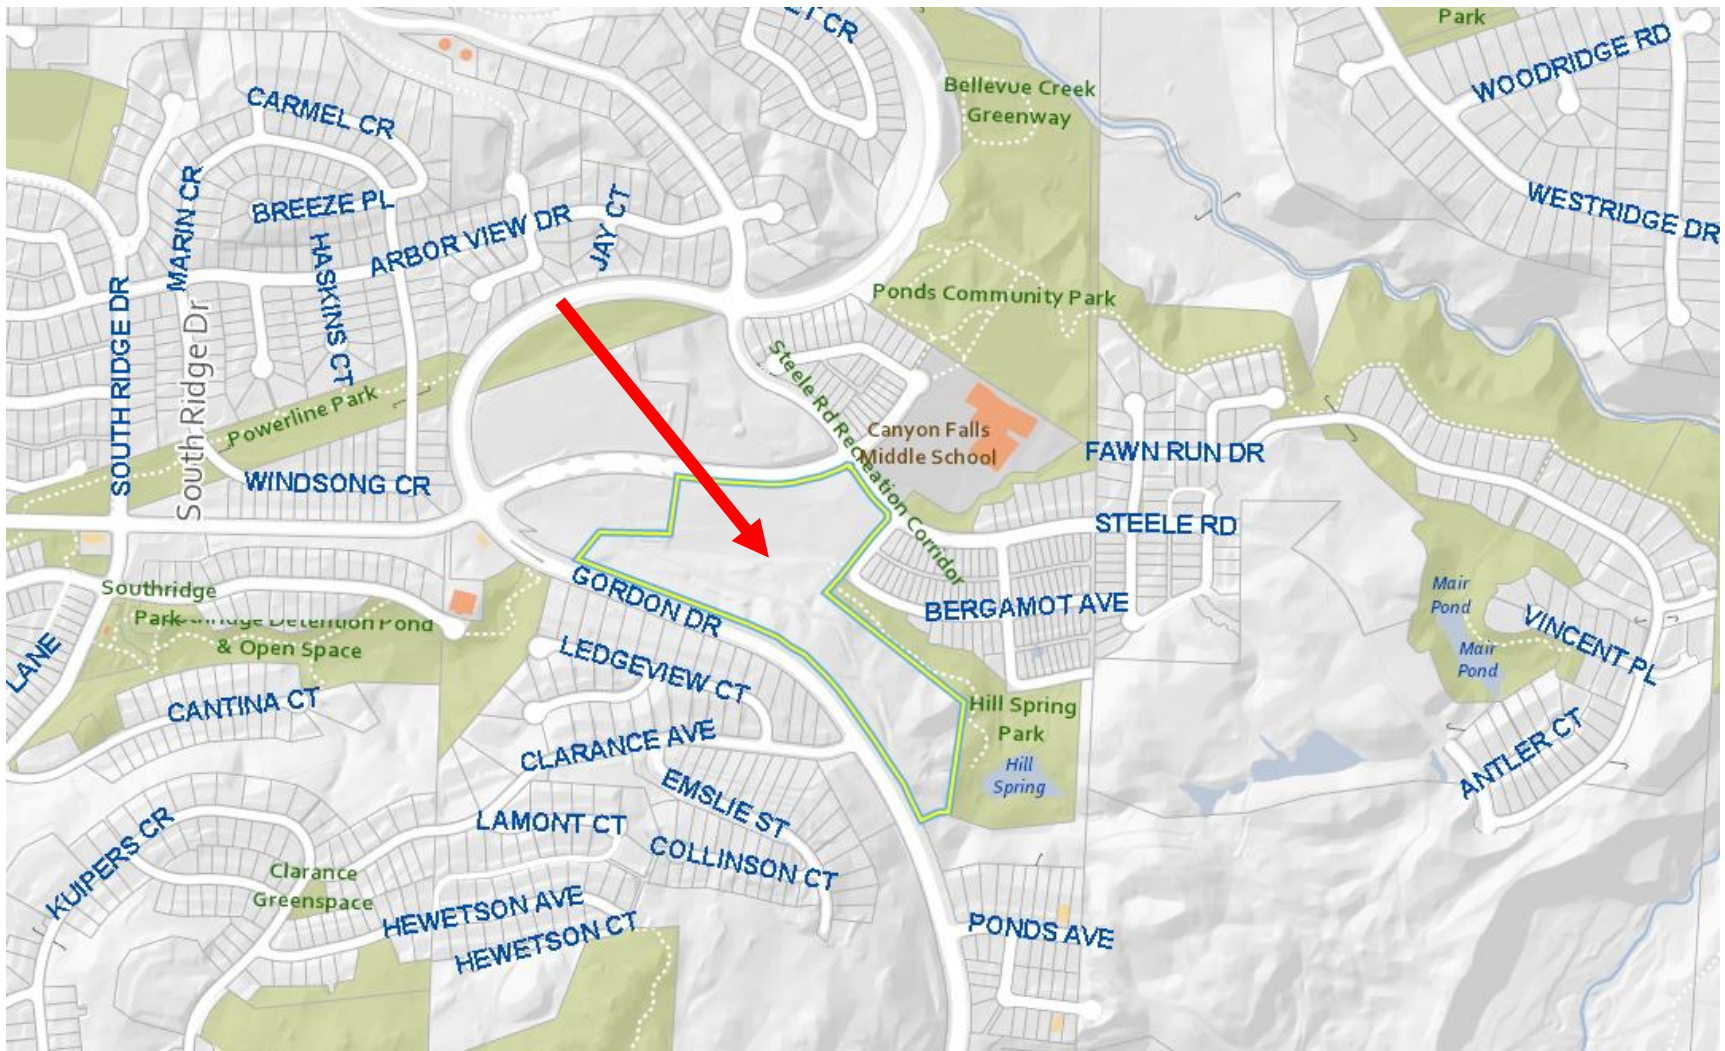 CR
Park
WOODRIDGE RD
Bellevue Creek
Greenway
CARMEL CR
MARIN CR
BREEZE PL
HASKINS CT
ARBOR VIEW DR
JAY CT
WESTRIDGE DR
SOUTH RIDGE DR
South Ridge Dr
Ponds Community Park
Powerline Park
Steele Rd Recreation Corridor
Canyon Falls
Middle School
FAWN RUN DR
WINDSONG CR
STEELE RD
Southridge
Park
Detention Pond
& Open Space
GORDON DR
BERGAMOT AVE
Mair
Pond
Mair
Pond
VINCENT PL
LANE
LEDGEVIEW CT
CANTINA CT
Hill Spring
Park
Hill
Spring
CLARANCE AVE
ANTLER CT
EMSLIE ST
LAMONT CT
COLLINSON CT
KUIPERS CR
Clarance
Greenspace
HEWETSON AVE
HEWETSON CT
PONDS AVE